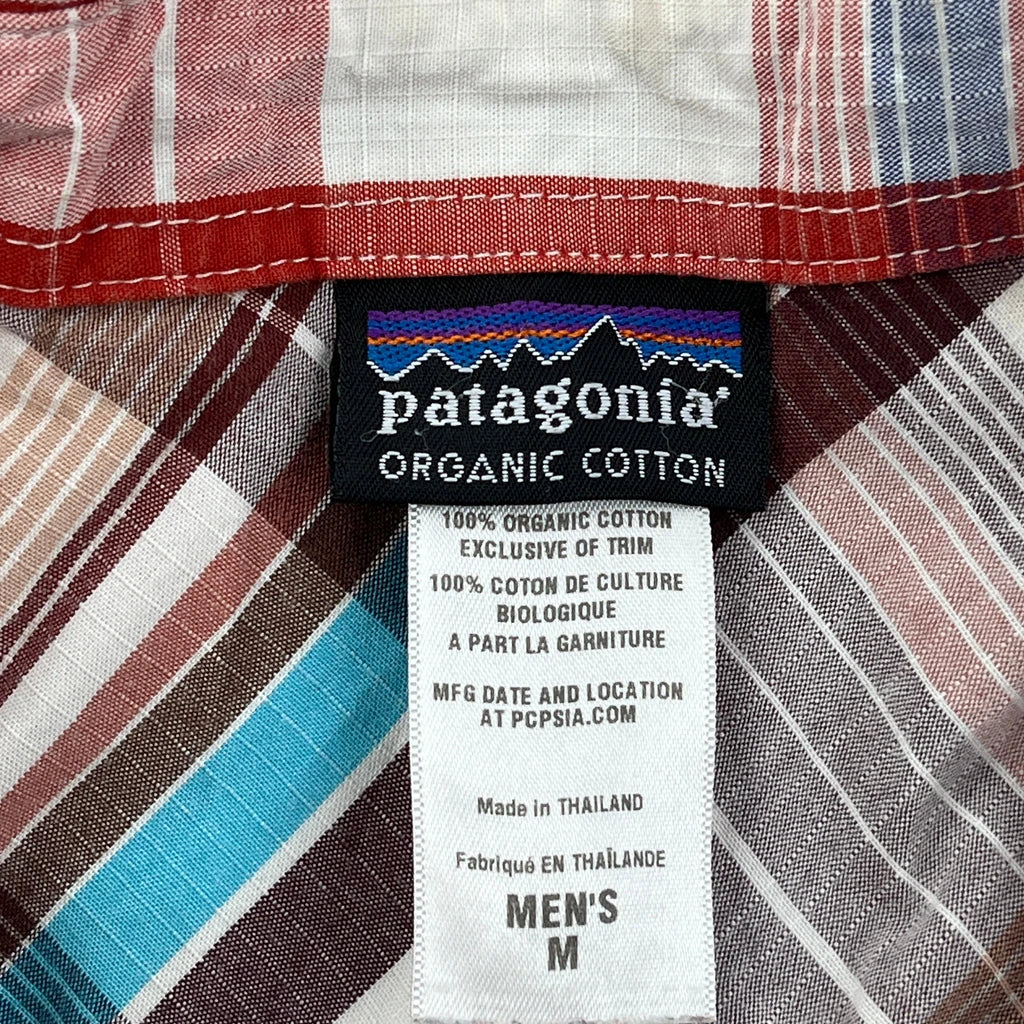 patagonia
ORGANIC COTTON
100% ORGANIC COTTON
EXCLUSIVE OF TRIM
100% COTON DE CULTURE
BIOLOGIQUE
A PART LA GARNITURE
MFG DATE AND LOCATION
AT PCPSIA.COM
Made in THAILAND
Fabriqué EN THAÏLANDE
MEN'S
M